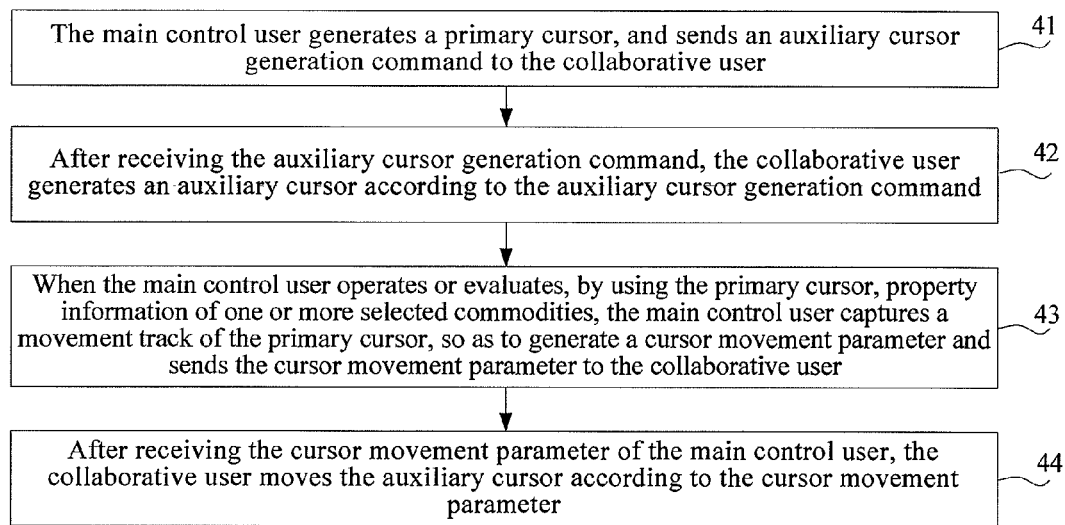 The main control user generates a primary cursor, and sends an auxiliary cursor
generation command to the collaborative user
41
After receiving the auxiliary cursor generation command, the collaborative user
generates an auxiliary cursor according to the auxiliary cursor generation command
42
When the main control user operates or evaluates, by using the primary cursor, property
information of one or more selected commodities, the main control user captures a
movement track of the primary cursor, so as to generate a cursor movement parameter and
sends the cursor movement parameter to the collaborative user
43
After receiving the cursor movement parameter of the main control user, the
collaborative user moves the auxiliary cursor according to the cursor movement
parameter
44